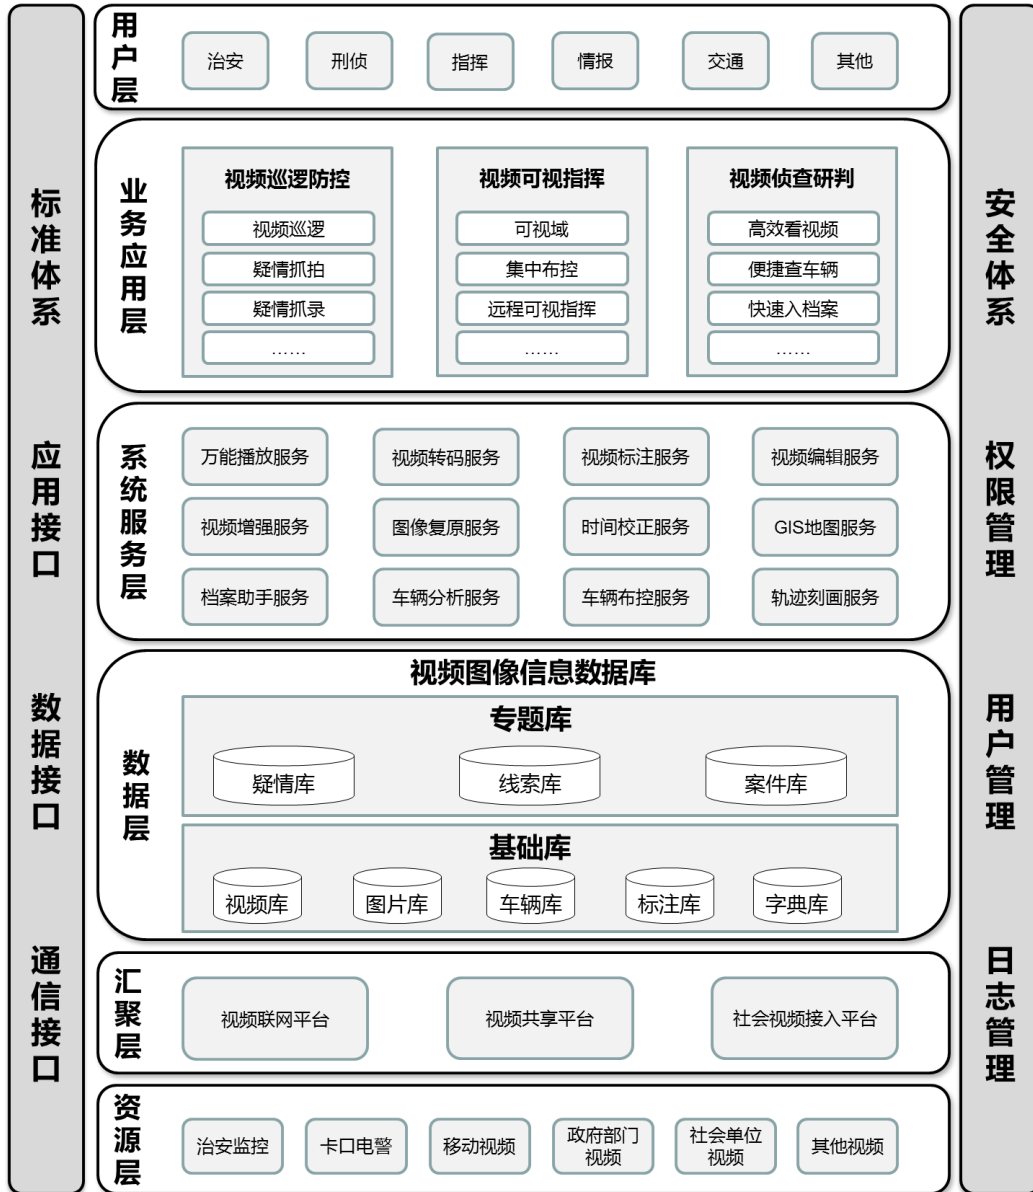 标准体系
应用接口
数据接口
通信接口
用户层
治安
刑侦
指挥
情报
交通
其他
业务应用层
视频巡逻防控
视频巡逻
疑情抓拍
疑情抓录
……
视频可视指挥
可视域
集中布控
远程可视指挥
……
视频侦查研判
高效看视频
便捷查车辆
快速入档案
……
系统服务层
万能播放服务
视频转码服务
视频标注服务
视频编辑服务
视频增强服务
图像复原服务
时间校正服务
GIS地图服务
档案助手服务
车辆分析服务
车辆布控服务
轨迹刻画服务
数据层
视频图像信息数据库
专题库
疑情库
线索库
案件库
基础库
视频库
图片库
车辆库
标注库
字典库
汇聚层
视频联网平台
视频共享平台
社会视频接入平台
资源层
治安监控
卡口电警
移动视频
政府部门
视频
社会单位
视频
其他视频
安全体系
权限管理
用户管理
日志管理